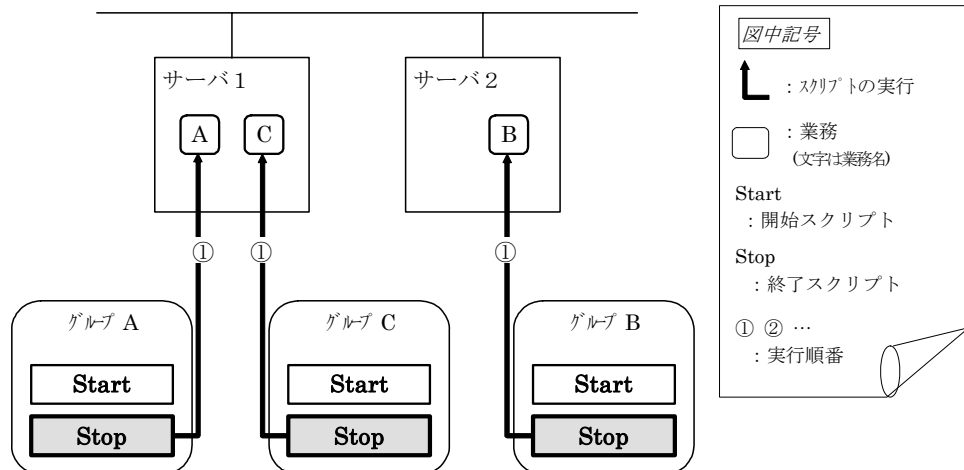 サーバ１
サーバ２
A
C
B
①
①
①
グループ A
グループ C
グループ B
Start
Start
Start
Stop
Stop
Stop
図中記号
：スクリプトの実行
：業務
(文字は業務名)
Start
：開始スクリプト
Stop
：終了スクリプト
① ② …
：実行順番